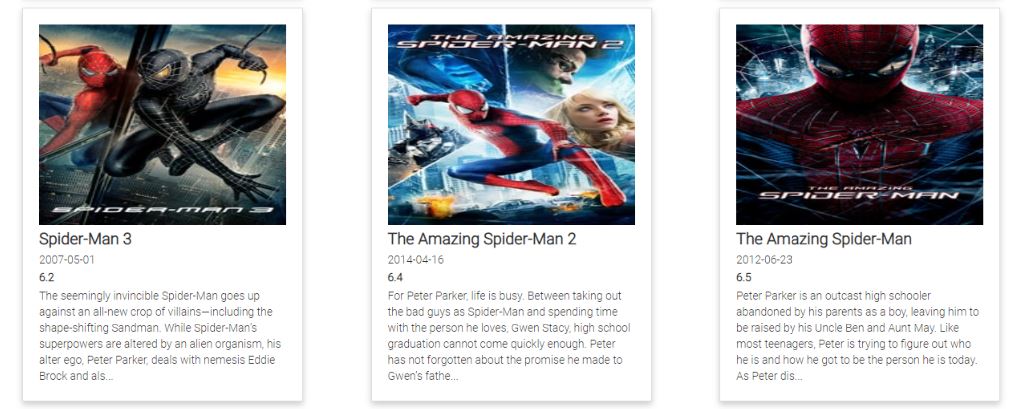 SPIDER-MAN 3
Spider-Man 3
2007-05-01
6.2
The seemingly invincible Spider-Man goes up
against an all-new crop of villains—including the
shape-shifting Sandman. While Spider-Man's
superpowers are altered by an alien organism, his
alter ego, Peter Parker, deals with nemesis Eddie
Brock and als...
THE AMAZING
SPIDER-MAN 2
The Amazing Spider-Man 2
2014-04-16
6.4
For Peter Parker, life is busy. Between taking out
the bad guys as Spider-Man and spending time
with the person he loves, Gwen Stacy, high school
graduation cannot come quickly enough. Peter
has not forgotten about the promise he made to
Gwen's fathe...
THE AMAZING
SPIDER-MAN
The Amazing Spider-Man
2012-06-23
6.5
Peter Parker is an outcast high schooler
abandoned by his parents as a boy, leaving him to
be raised by his Uncle Ben and Aunt May. Like
most teenagers, Peter is trying to figure out who
he is and how he got to be the person he is today.
As Peter dis...